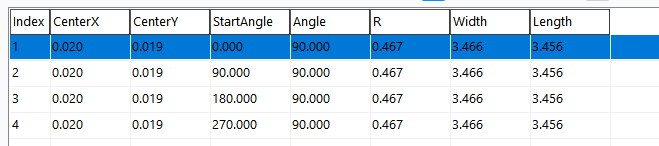 Index CenterX CenterY StartAngle Angle R Width Length
1 0.020 0.019 0.000 90.000 0.467 3.466 3.456
2 0.020 0.019 90.000 90.000 0.467 3.466 3.456
3 0.020 0.019 180.000 90.000 0.467 3.466 3.456
4 0.020 0.019 270.000 90.000 0.467 3.466 3.456